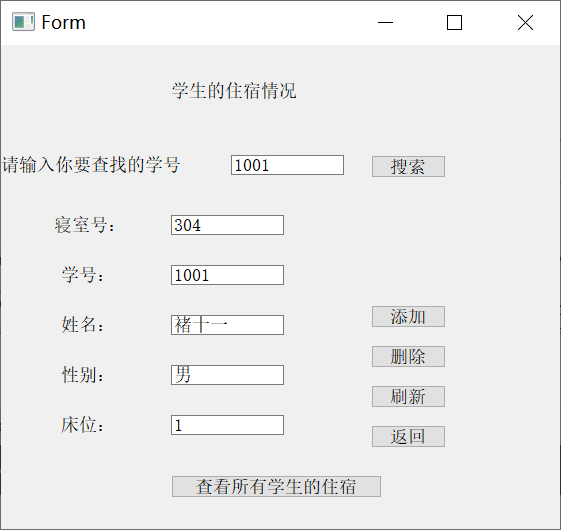 Form
学生的住宿情况
请输入你要查找的学号 1001 搜索
寝室号： 304
学号： 1001
添加
姓名： 褚十一
删除
性别： 男
刷新
床位： 1
返回
查看所有学生的住宿